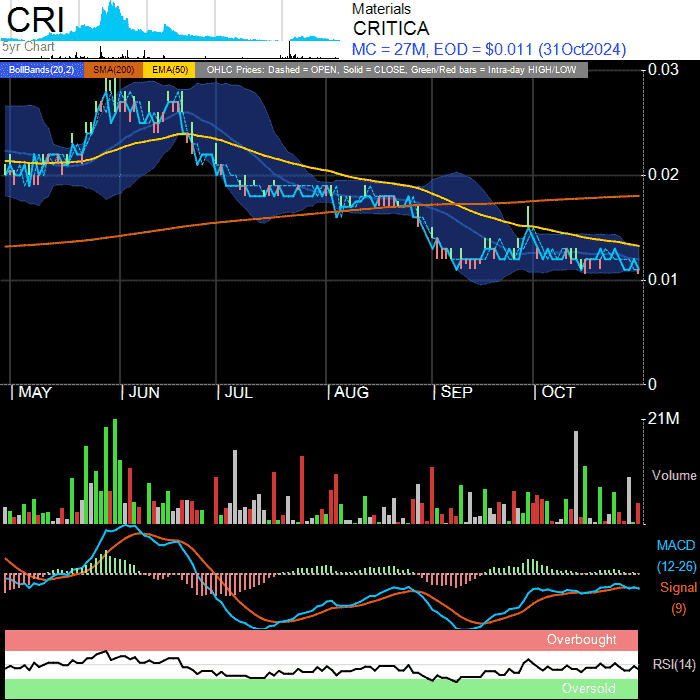 CRI
5yr Chart
Materials
CRITICA
MC = 27M, EOD = $0.011 (31Oct2024)
BollBands(20,2) SMA(200) EMA(50) OHLC Prices: Dashed = OPEN, Solid = CLOSE, Green/Red bars = Intra-day HIGH/LOW
0.03
0.02
0.01
0
MAY JUN JUL AUG SEP OCT
21M
Volume
MACD
(12-26)
Signal
(9)
Overbought
RSI(14)
Oversold